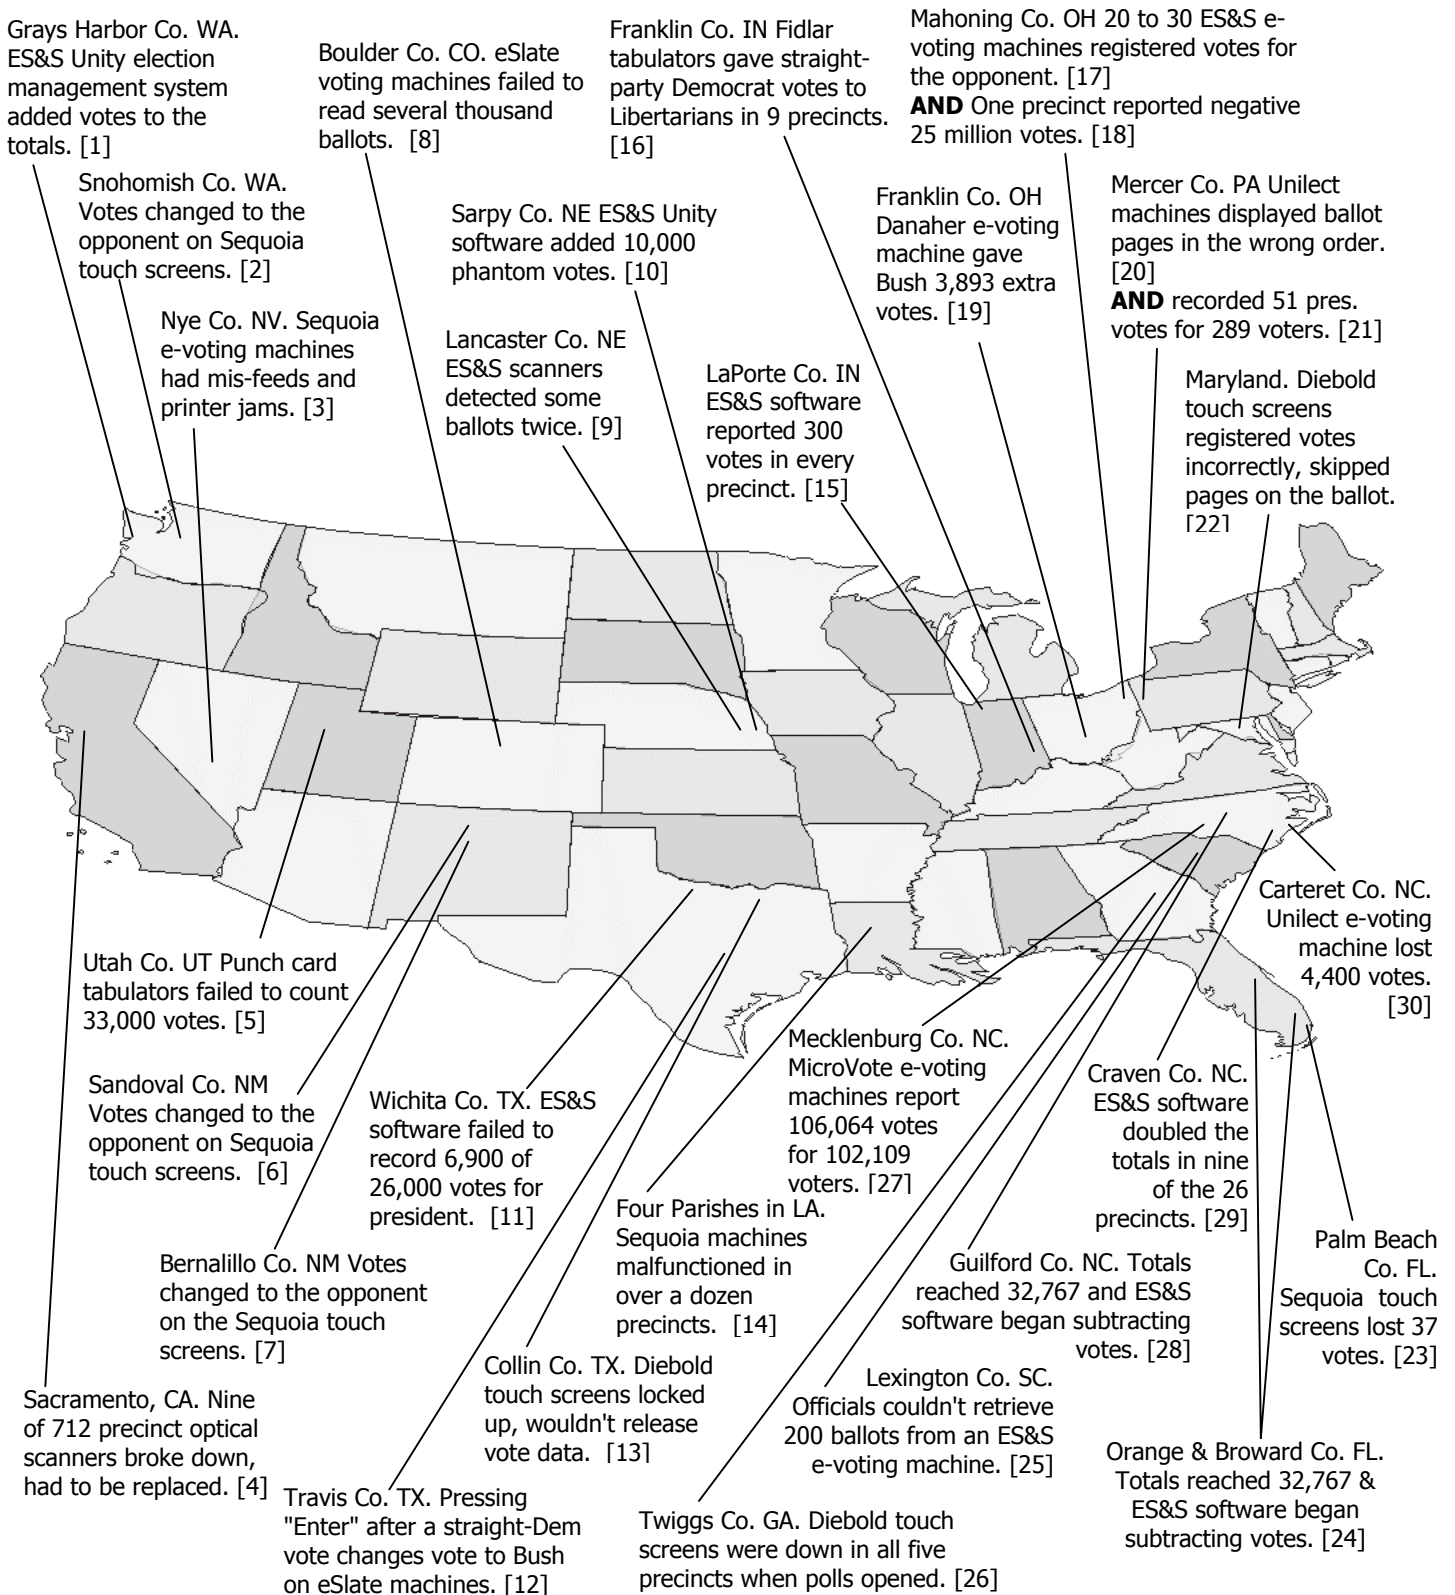 Grays Harbor Co. WA.
ES&S Unity election
management system
added votes to the
totals. [1]
Snohomish Co. WA.
Votes changed to the
opponent on Sequoia
touch screens. [2]
Nye Co. NV. Sequoia
e-voting machines
had mis-feeds and
printer jams. [3]
Boulder Co. CO. eSlate
voting machines failed to
read several thousand
ballots. [8]
Sarpy Co. NE ES&S Unity
software added 10,000
phantom votes. [10]
Lancaster Co. NE
ES&S scanners
detected some
ballots twice. [9]
Franklin Co. IN Fidlar
tabulators gave straight-
party Democrat votes to
Libertarians in 9 precincts.
[16]
LaPorte Co. IN
ES&S software
reported 300
votes in every
precinct. [15]
Mahoning Co. OH 20 to 30 ES&S e-
voting machines registered votes for
the opponent. [17]
AND One precinct reported negative
25 million votes. [18]
Franklin Co. OH
Danaher e-voting
machine gave
Bush 3,893 extra
votes. [19]
Mercer Co. PA Unilect
machines displayed ballot
pages in the wrong order.
[20]
AND recorded 51 pres.
votes for 289 voters. [21]
Maryland. Diebold
touch screens
registered votes
incorrectly, skipped
pages on the ballot.
[22]
Utah Co. UT Punch card
tabulators failed to count
33,000 votes. [5]
Sandoval Co. NM
Votes changed to the
opponent on Sequoia
touch screens. [6]
Bernalillo Co. NM Votes
changed to the opponent
on the Sequoia touch
screens. [7]
Sacramento, CA. Nine
of 712 precinct optical
scanners broke down,
had to be replaced. [4]
Wichita Co. TX. ES&S
software failed to
record 6,900 of
26,000 votes for
president. [11]
Travis Co. TX. Pressing
"Enter" after a straight-Dem
vote changes vote to Bush
on eSlate machines. [12]
Collin Co. TX. Diebold
touch screens locked
up, wouldn't release
vote data. [13]
Four Parishes in LA.
Sequoia machines
malfunctioned in
over a dozen
precincts. [14]
Mecklenburg Co. NC.
MicroVote e-voting
machines report
106,064 votes
for 102,109
voters. [27]
Twiggs Co. GA. Diebold touch
screens were down in all five
precincts when polls opened. [26]
Lexington Co. SC.
Officials couldn't retrieve
200 ballots from an ES&S
e-voting machine. [25]
Guilford Co. NC. Totals
reached 32,767 and ES&S
software began subtracting
votes. [28]
Craven Co. NC.
ES&S software
doubled the
totals in nine
of the 26
precincts. [29]
Carteret Co. NC.
Unilect e-voting
machine lost
4,400 votes.
[30]
Palm Beach
Co. FL.
Sequoia touch
screens lost 37
votes. [23]
Orange & Broward Co. FL.
Totals reached 32,767 &
ES&S software began
subtracting votes. [24]